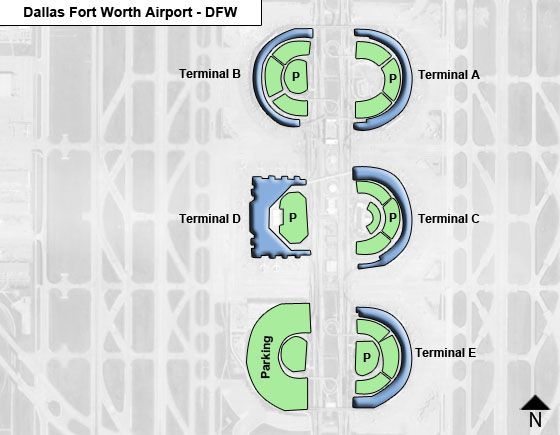 Dallas Fort Worth Airport - DFW
Terminal B
P
P
Terminal A
Terminal D
P
P
Terminal C
Parking
P
Terminal E
N